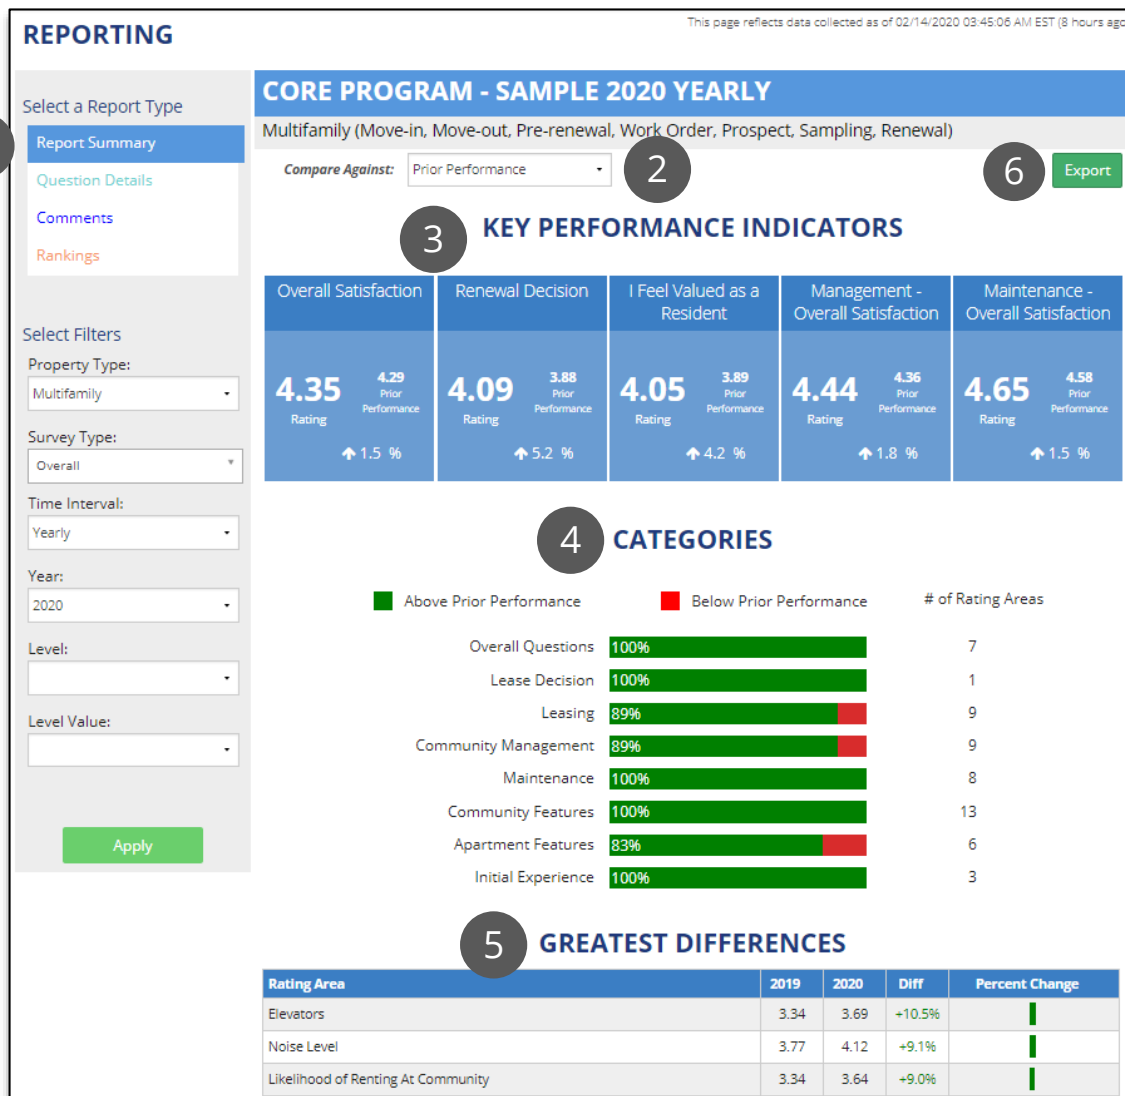 This page reflects data collected as of 02/14/2020 03:45:06 AM EST (8 hours ago
REPORTING
Select a Report Type
Report Summary
Question Details
Comments
Rankings
Select Filters
Property Type:
Multifamily
Survey Type:
Overall
Time Interval:
Yearly
Year:
2020
Level:
Level Value:
Apply
CORE PROGRAM - SAMPLE 2020 YEARLY
Multifamily (Move-in, Move-out, Pre-renewal, Work Order, Prospect, Sampling, Renewal)
Compare Against: Prior Performance 2
6 Export
3 KEY PERFORMANCE INDICATORS
Overall Satisfaction
4.35 Rating
4.29 Prior Performance
1.5 %
Renewal Decision
4.09 Rating
3.88 Prior Performance
5.2 %
I Feel Valued as a Resident
4.05 Rating
3.89 Prior Performance
4.2 %
Management - Overall Satisfaction
4.44 Rating
4.36 Prior Performance
1.8 %
Maintenance - Overall Satisfaction
4.65 Rating
4.58 Prior Performance
1.5 %
4 CATEGORIES
Above Prior Performance Below Prior Performance # of Rating Areas
Overall Questions 100% 7
Lease Decision 100% 1
Leasing 89% 9
Community Management 89% 9
Maintenance 100% 8
Community Features 100% 13
Apartment Features 83% 6
Initial Experience 100% 3
5 GREATEST DIFFERENCES
Rating Area 2019 2020 Diff Percent Change
Elevators 3.34 3.69 +10.5%
Noise Level 3.77 4.12 +9.1%
Likelihood of Renting At Community 3.34 3.64 +9.0%